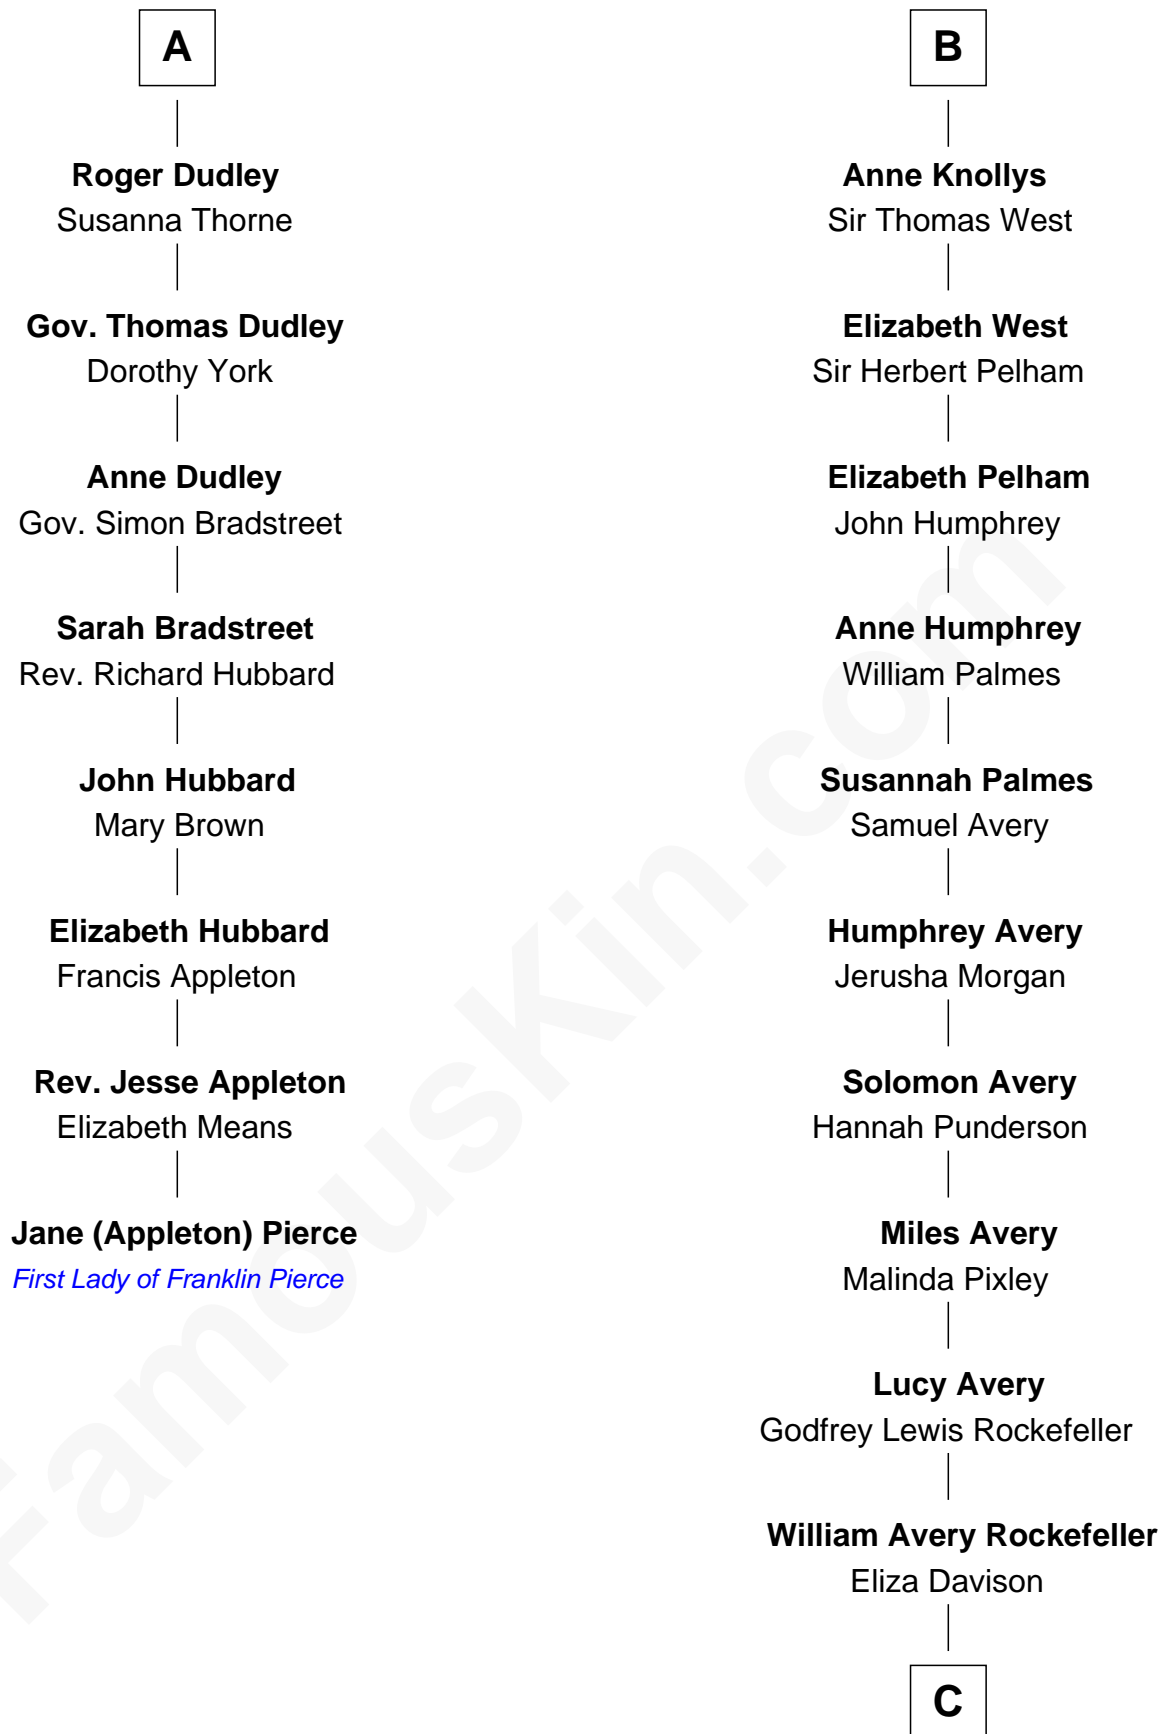 A
Roger Dudley
Susanna Thorne
Gov. Thomas Dudley
Dorothy York
Anne Dudley
Gov. Simon Bradstreet
Sarah Bradstreet
Rev. Richard Hubbard
John Hubbard
Mary Brown
Elizabeth Hubbard
Francis Appleton
Rev. Jesse Appleton
Elizabeth Means
Jane (Appleton) Pierce
First Lady of Franklin Pierce
B
Anne Knollys
Sir Thomas West
Elizabeth West
Sir Herbert Pelham
Elizabeth Pelham
John Humphrey
Anne Humphrey
William Palmes
Susannah Palmes
Samuel Avery
Humphrey Avery
Jerusha Morgan
Solomon Avery
Hannah Punderson
Miles Avery
Malinda Pixley
Lucy Avery
Godfrey Lewis Rockefeller
William Avery Rockefeller
Eliza Davison
C
FamousKin.com